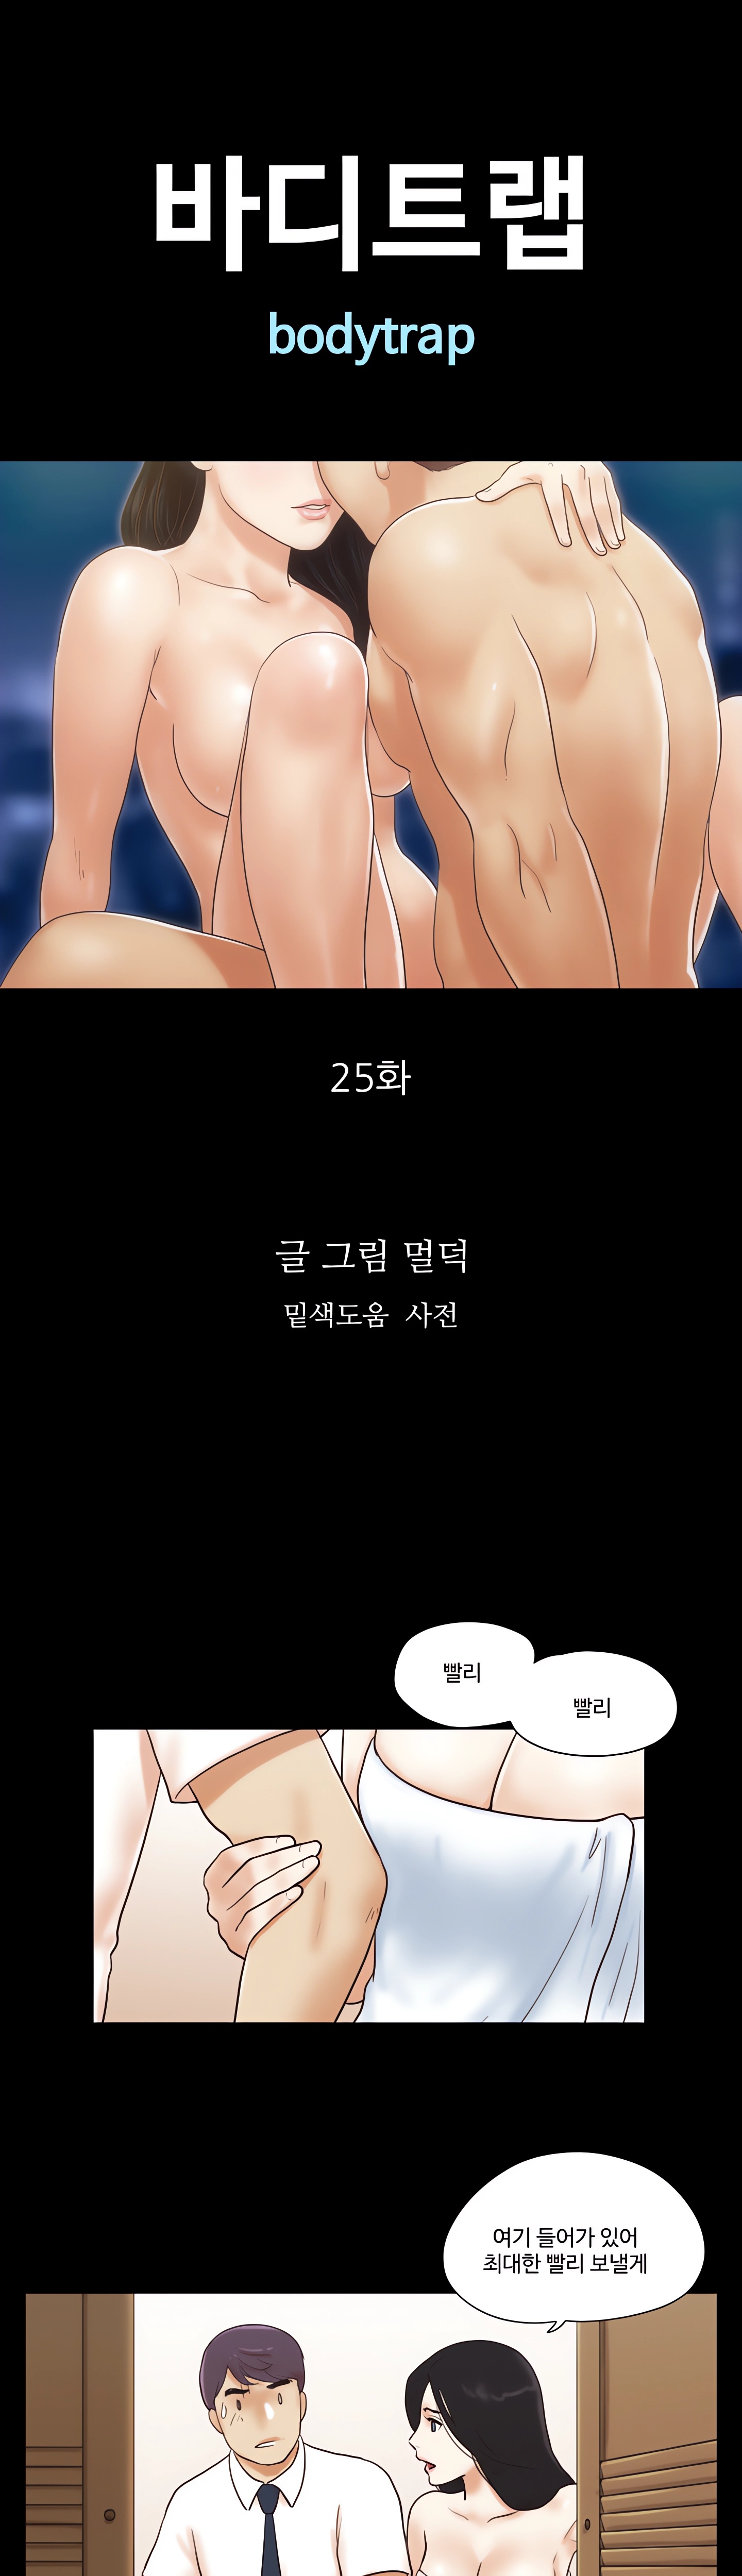 바디트랩
bodytrap
25화
글 그림 멀덕
밑색도움 사전
빨리
빨리
여기 들어가 있어
최대한 빨리 보낼게